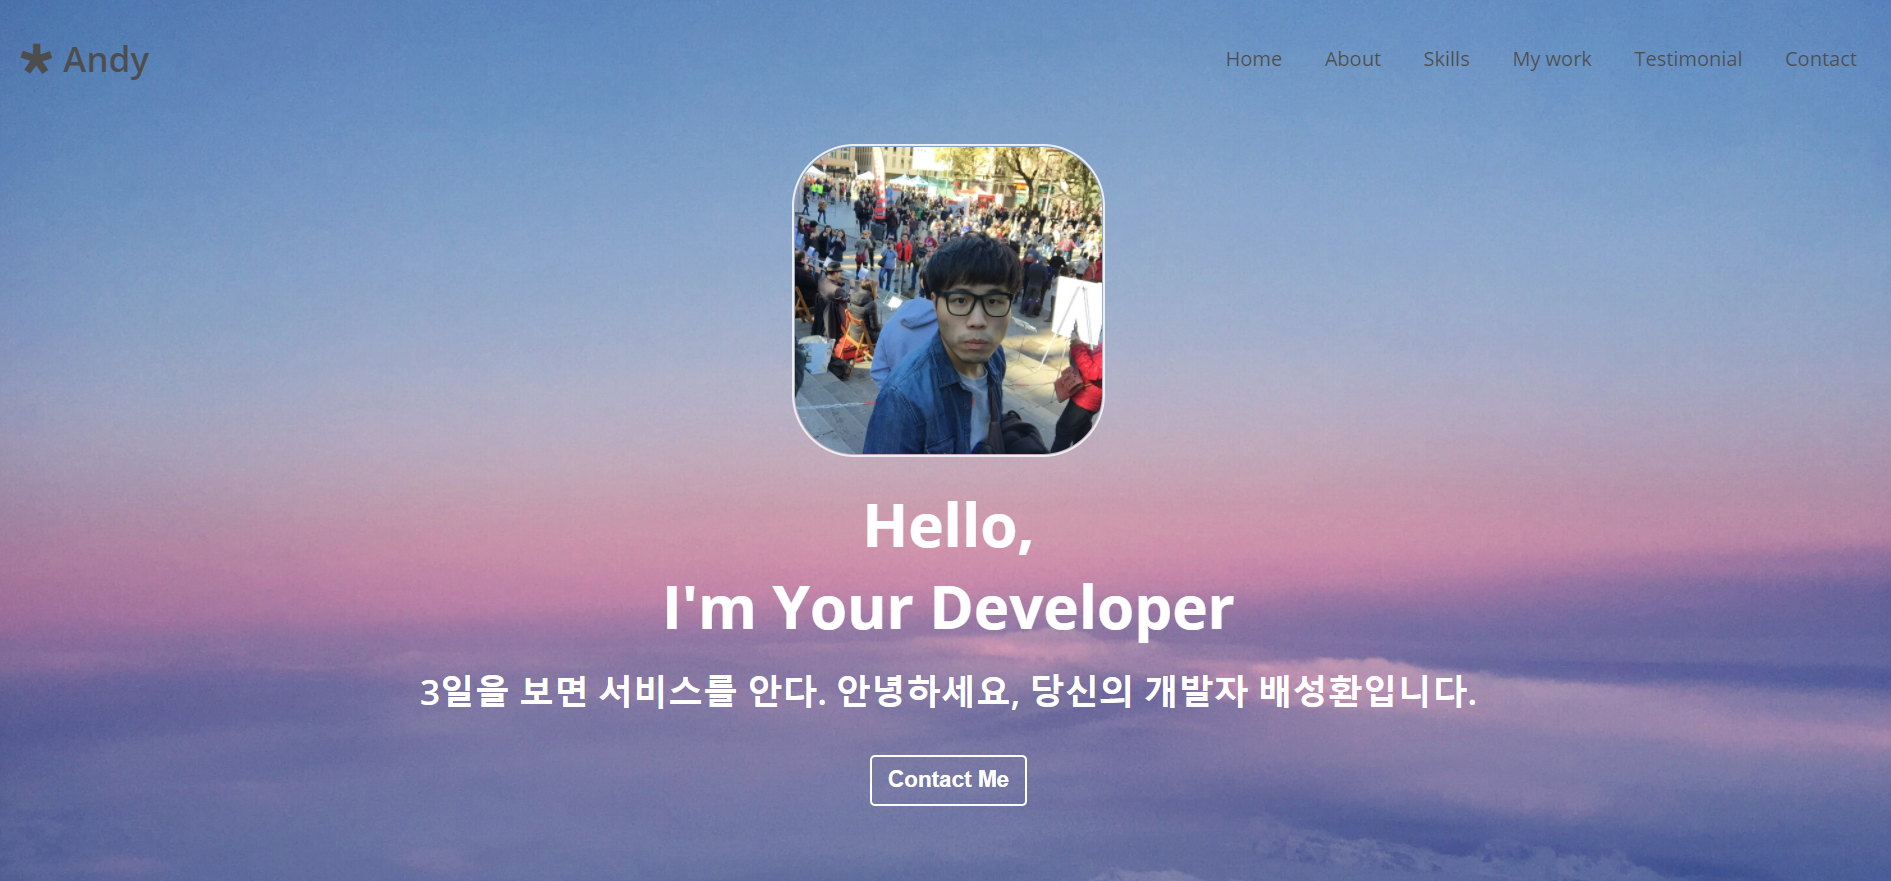 Andy
Home About Skills My work Testimonial Contact
Hello,
I'm Your Developer
3일을 보면 서비스를 안다. 안녕하세요, 당신의 개발자 배성환입니다.
Contact Me